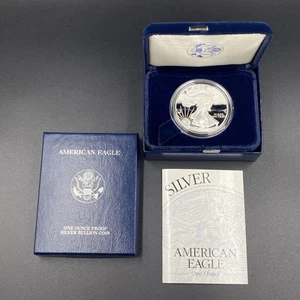 AMERICAN EAGLE
ONE OUNCE PROOF
SILVER BULLION COIN
SILVER
AMERICAN
EAGLE
One Ounce